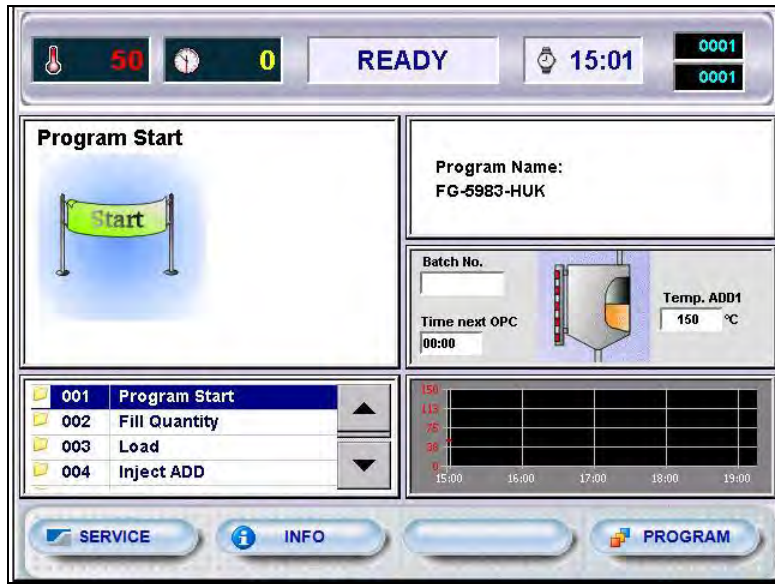 50 0 READY 15:01 0001
0001
Program Start
Start
Program Name:
FG-5983-HUK
Batch No.
Time next OPC
00:00
Temp. ADD1
150 °C
001 Program Start
002 Fill Quantity
003 Load
004 Inject ADD
150
113
75
38
0
15:00 16:00 17:00 18:00 19:00
SERVICE INFO PROGRAM